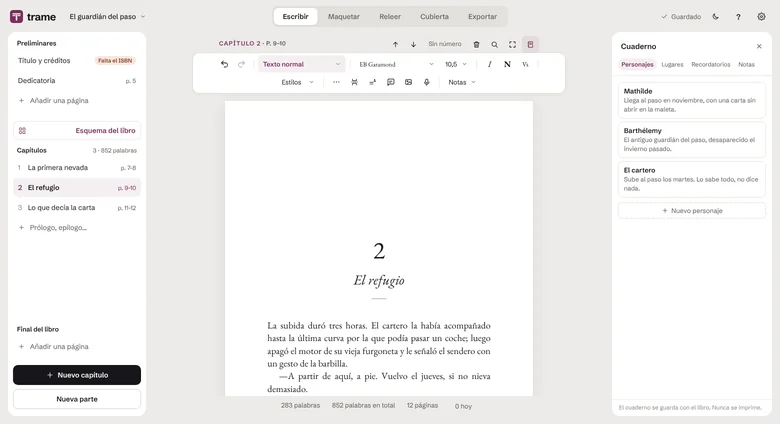 trame
El guardián del paso
Escribir
Maquetar
Releer
Cubierta
Exportar
Guardado
?
Preliminares
Título y créditos
Falta el ISBN
Dedicatoria
p. 5
Añadir una página
Esquema del libro
Capítulos
3 · 852 palabras
1 La primera nevada p. 7-8
2 El refugio p. 9-10
3 Lo que decía la carta p. 11-12
Prólogo, epílogo...
Final del libro
Añadir una página
Nuevo capítulo
Nueva parte
CAPÍTULO 2 · P. 9-10
Sin número
Texto normal
EB Garamond
10,5
I
N
Estilos
Notas
2
El refugio
La subida duró tres horas. El cartero la había acompañado
hasta la última curva por la que podía pasar un coche; luego
apagó el motor de su vieja furgoneta y le señaló el sendero con
un gesto de la barbilla.
—A partir de aquí, a pie. Vuelvo el jueves, si no nieva
demasiado.
283 palabras
852 palabras en total
12 páginas
0 hoy
Cuaderno
Personajes
Lugares
Recordatorios
Notas
Mathilde
Llega al paso en noviembre, con una carta sin
abrir en la maleta.
Barthélemy
El antiguo guardián del paso, desaparecido el
invierno pasado.
El cartero
Sube al paso los martes. Lo sabe todo, no dice
nada.
Nuevo personaje
El cuaderno se guarda con el libro. Nunca se imprime.